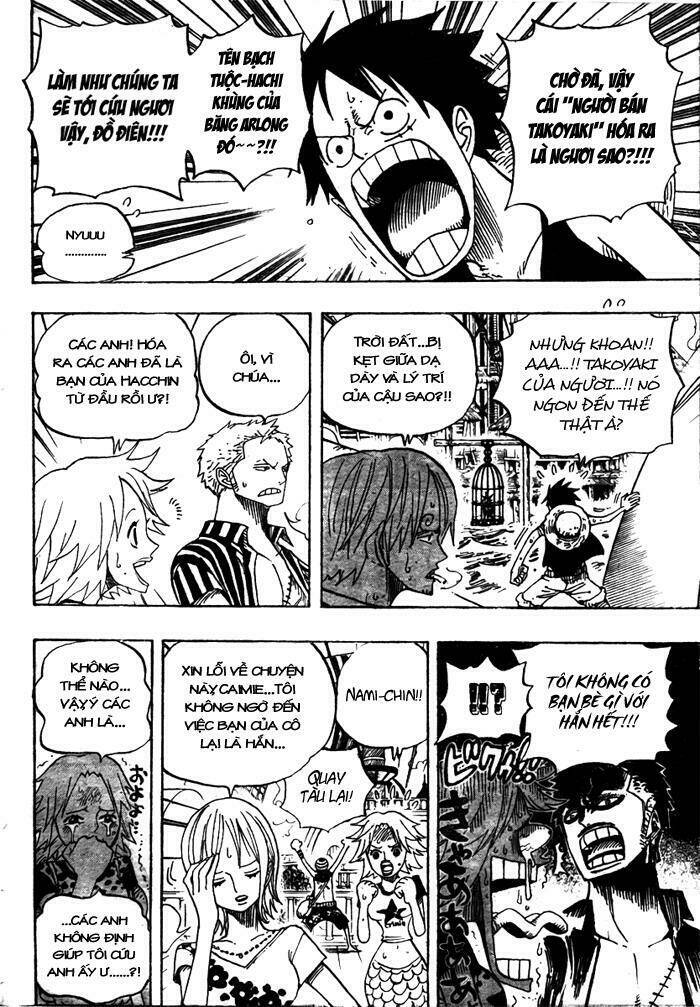 CHỜ ĐÃ, VẬY
CÁI "NGƯỜI BÁN
TAKOYAKI" HÓA RA
LÀ NGƯƠI SAO?!!!
TÊN BẠCH
TUỘC-HACHI
KHÙNG CỦA
BĂNG ARLONG
ĐÓ~~?!!!
LÀM NHƯ CHÚNG TA
SẼ TỚI CỨU NGƯƠI
VẬY, ĐỒ ĐIÊN!!!
NYUUU
.............
NHƯNG KHOAN!!
AAA...!! TAKOYAKI
CỦA NGƯƠI...!! NÓ
NGON ĐẾN THẾ
THẬT À?
TRỜI ĐẤT...BỊ
KẸT GIỮA DẠ
DÀY VÀ LÝ TRÍ
CỦA CẬU SAO?!!
ÔI, VÌ
CHÚA...
CÁC ANH! HÓA
RA CÁC ANH ĐÃ LÀ
BẠN CỦA HACCHIN
TỪ ĐẦU RỒI Ư?!
TÔI KHÔNG CÓ
BẠN BÈ GÌ VỚI
HẮN HẾT!!!
!!?
NAMI-CHIN!!
XIN LỖI VỀ CHUYỆN
NÀY, CAIMIE...TÔI
KHÔNG NGỜ ĐẾN
VIỆC BẠN CỦA CÔ
LẠI LÀ HẮN...
QUAY
TÀU LẠI!
KHÔNG
THỂ NÀO...
VẬY, Ý CÁC
ANH LÀ...
...CÁC ANH
KHÔNG ĐỊNH
GIÚP TÔI CỨU
ANH ẤY Ư......?!